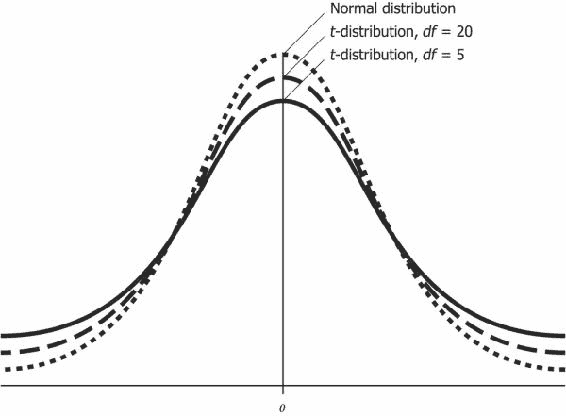 Normal distribution
t-distribution, df = 20
t-distribution, df = 5
0